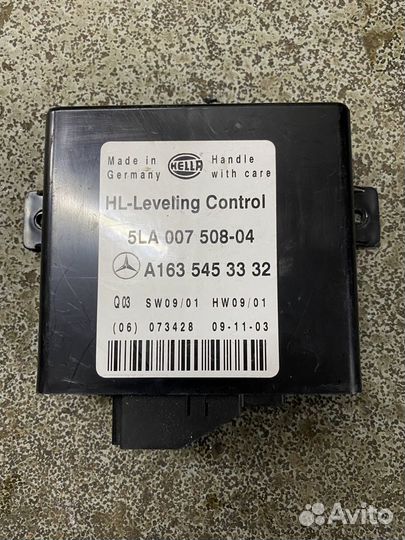 Made in Germany
HELLA
Handle with care
HL-Leveling Control
5LA 007 508-04
A163 545 33 32
Q03 SW09/01 HW09/01
(06) 073428 09-11-03
Avito